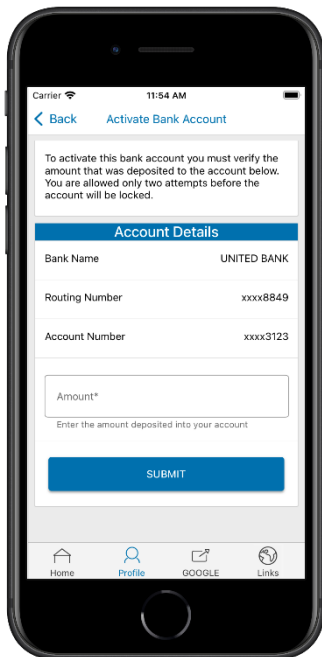 Carrier 11:54 AM
Back Activate Bank Account
To activate this bank account you must verify the
amount that was deposited to the account below.
You are allowed only two attempts before the
account will be locked.
Account Details
Bank Name UNITED BANK
Routing Number xxxx8849
Account Number xxxx3123
Amount*
Enter the amount deposited into your account
SUBMIT
Home Profile GOOGLE Links